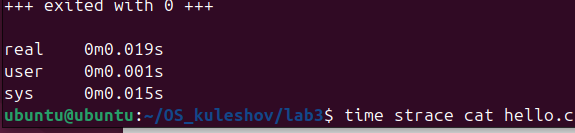 +++ exited with 0 +++
real 0m0.019s
user 0m0.001s
sys 0m0.015s
ubuntu@ubuntu:~/OS_kuleshov/lab3$ time strace cat hello.c